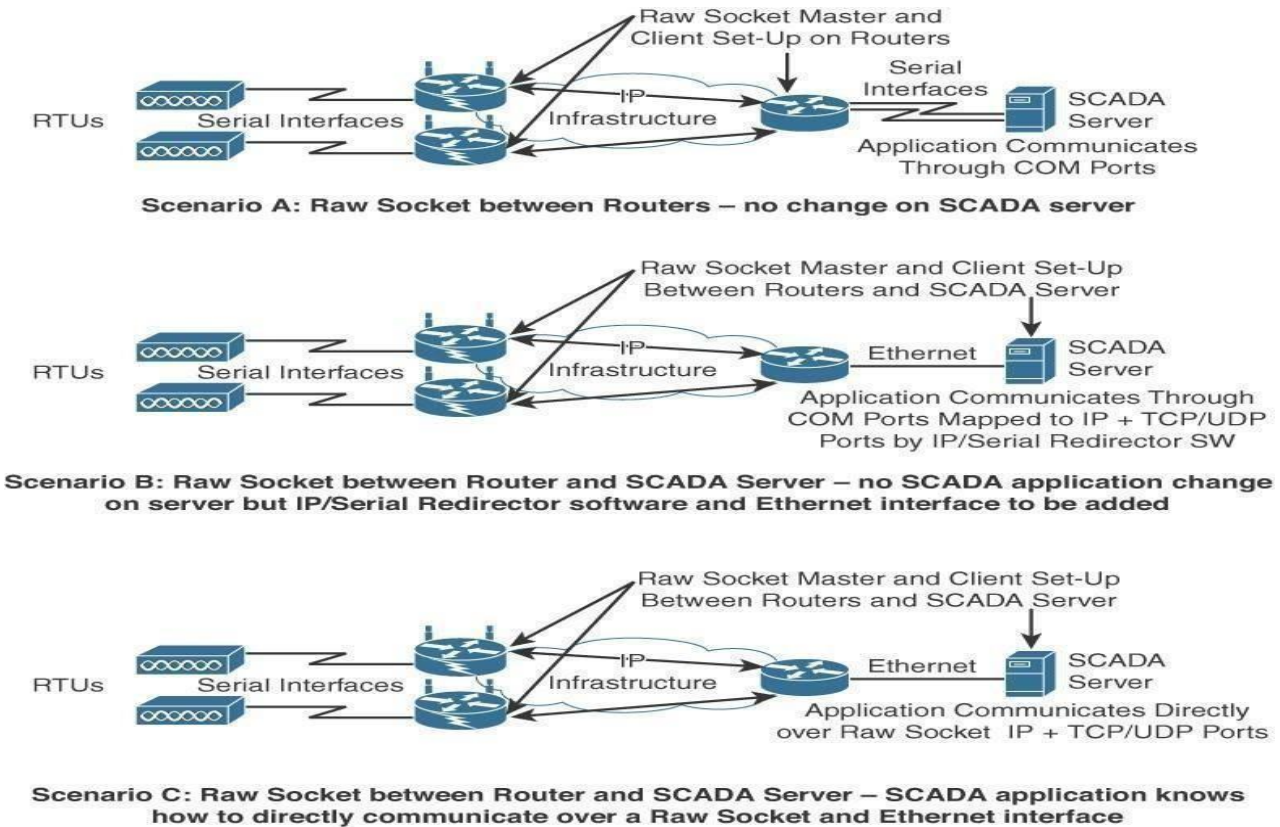 Raw Socket Master and
Client Set-Up on Routers
Serial
Interfaces
IP
Infrastructure
SCADA
Server
RTUs
Serial Interfaces
Application Communicates
Through COM Ports
Scenario A: Raw Socket between Routers – no change on SCADA server
Raw Socket Master and Client Set-Up
Between Routers and SCADA Server
IP
Infrastructure
Ethernet
SCADA
Server
RTUs
Serial Interfaces
Application Communicates Through
COM Ports Mapped to IP + TCP/UDP
Ports by IP/Serial Redirector SW
Scenario B: Raw Socket between Router and SCADA Server – no SCADA application change
on server but IP/Serial Redirector software and Ethernet interface to be added
Raw Socket Master and Client Set-Up
Between Routers and SCADA Server
IP
Infrastructure
Ethernet
SCADA
Server
RTUs
Serial Interfaces
Application Communicates Directly
over Raw Socket IP + TCP/UDP Ports
Scenario C: Raw Socket between Router and SCADA Server – SCADA application knows
how to directly communicate over a Raw Socket and Ethernet interface